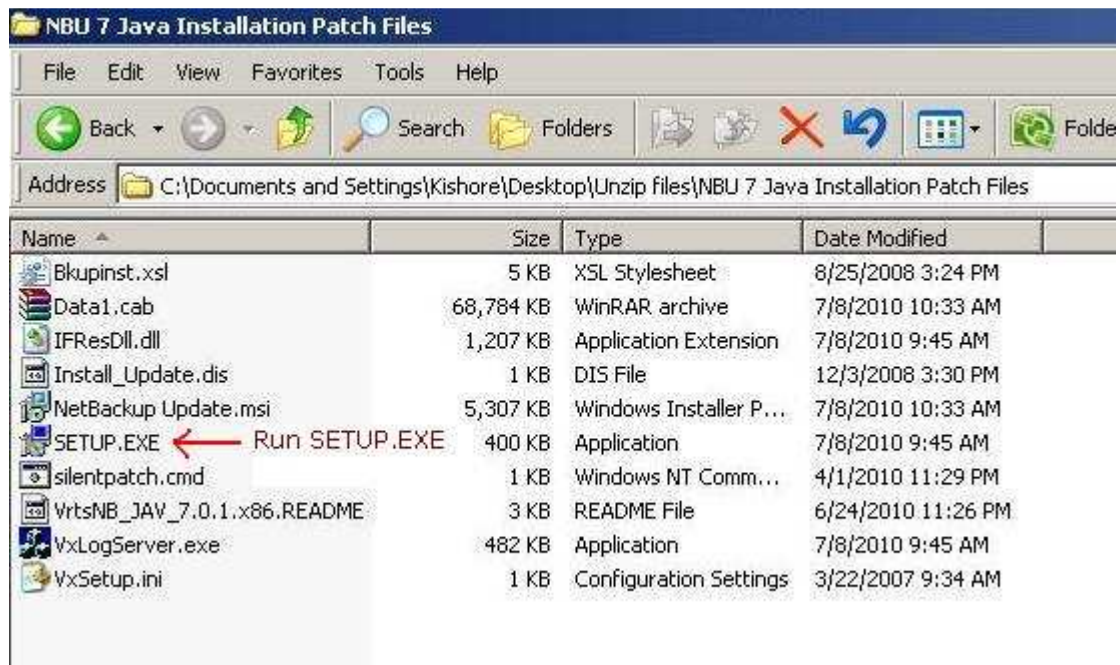 NBU 7 Java Installation Patch Files
File Edit View Favorites Tools Help
Back Search Folders Folde
Address C:\Documents and Settings\Kishore\Desktop\Unzip files\NBU 7 Java Installation Patch Files
Name Size Type Date Modified
Bkupinst.xsl 5 KB XSL Stylesheet 8/25/2008 3:24 PM
Data1.cab 68,784 KB WinRAR archive 7/8/2010 10:33 AM
IFResDll.dll 1,207 KB Application Extension 7/8/2010 9:45 AM
Install_Update.dis 1 KB DIS File 12/3/2008 3:30 PM
NetBackup Update.msi 5,307 KB Windows Installer P... 7/8/2010 10:33 AM
SETUP.EXE Run SETUP.EXE 400 KB Application 7/8/2010 9:45 AM
silentpatch.cmd 1 KB Windows NT Comm... 4/1/2010 11:29 PM
VrtsNB_JAV_7.0.1.x86.README 3 KB README File 6/24/2010 11:26 PM
VxLogServer.exe 482 KB Application 7/8/2010 9:45 AM
VxSetup.ini 1 KB Configuration Settings 3/22/2007 9:34 AM